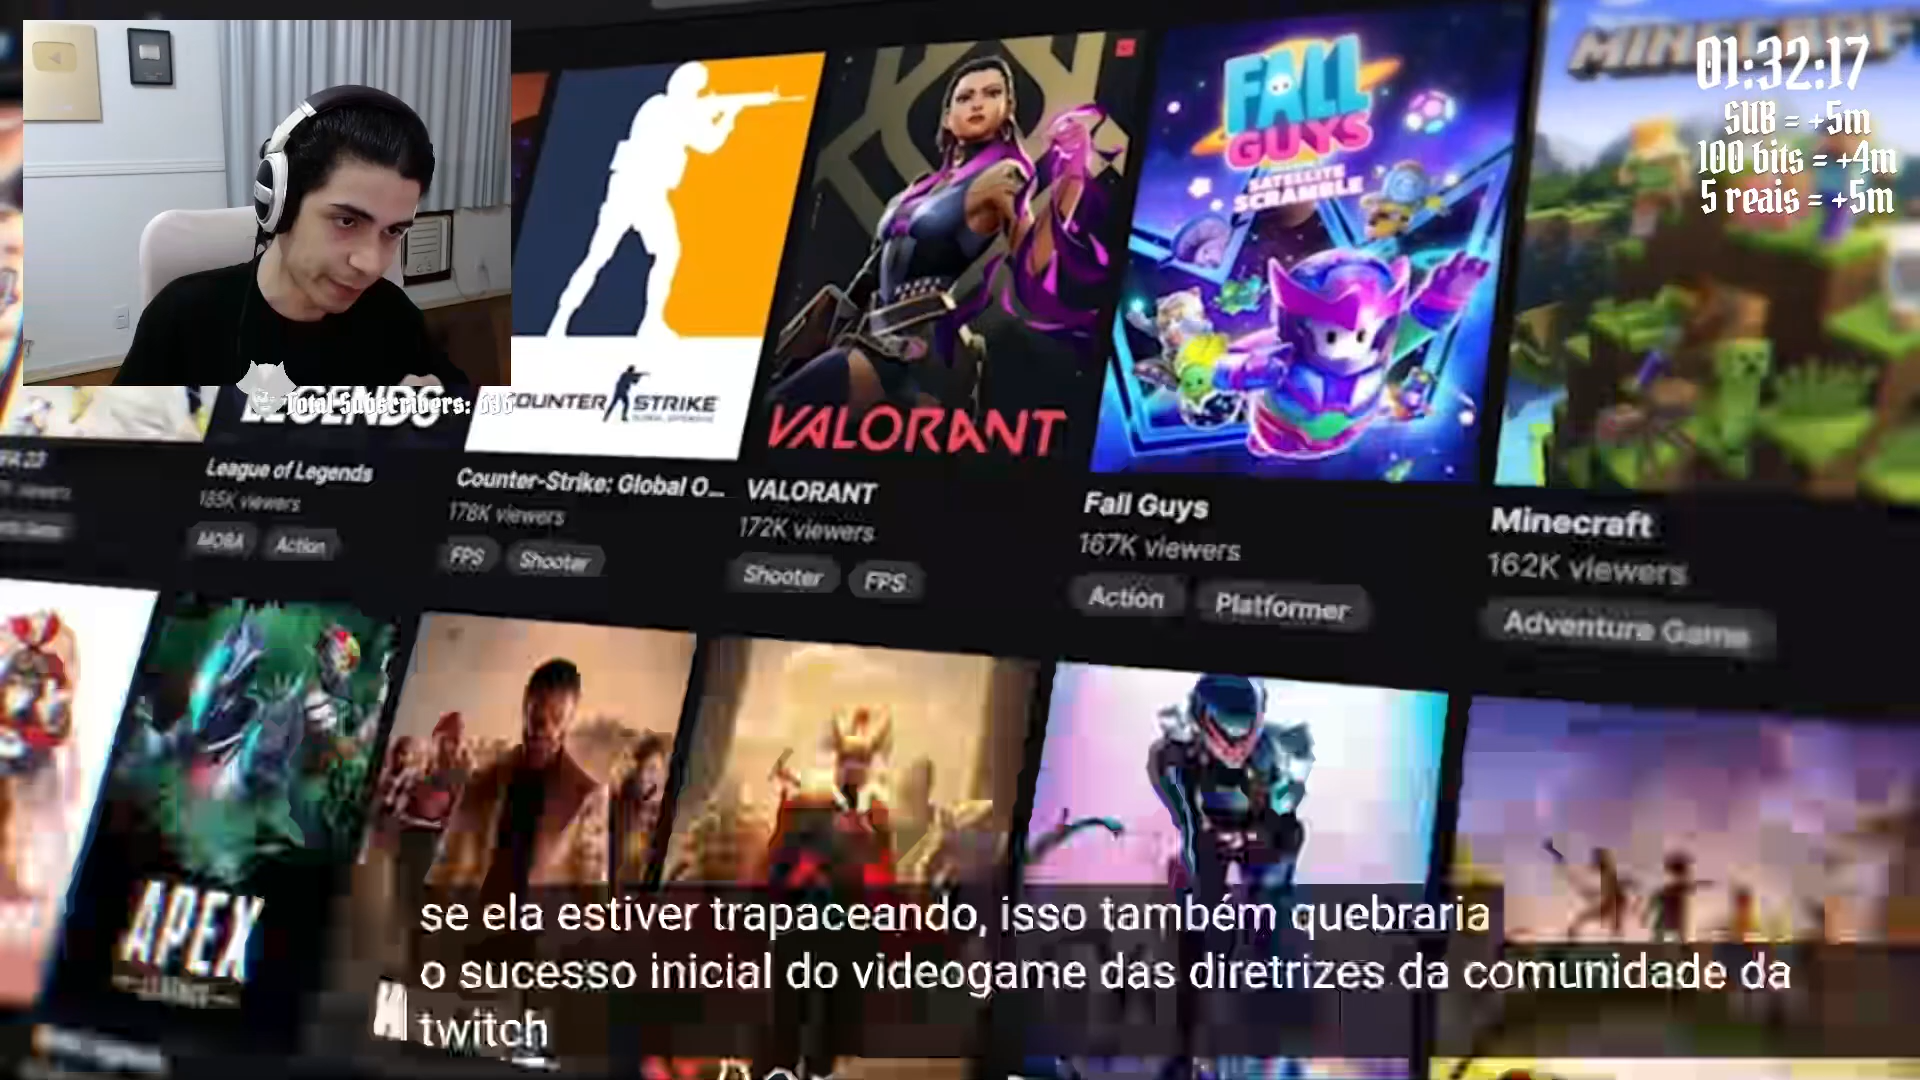 01:32:17
SUB = +5m
100 bits = +4m
5 reais = +5m
MINECRAFT
FALL
GUYS
SATELLITE
SCRAMBLE
VALORANT
COUNTER STRIKE
LEGENDS
Total Subscribers: 696
League of Legends
185K viewers
MOBA Action
Counter-Strike: Global O...
178K viewers
FPS Shooter
VALORANT
172K viewers
Shooter FPS
Fall Guys
167K viewers
Action Platformer
Minecraft
162K viewers
Adventure Game
APEX
se ela estiver trapaceando, isso também quebraria
o sucesso inicial do videogame das diretrizes da comunidade da
twitch